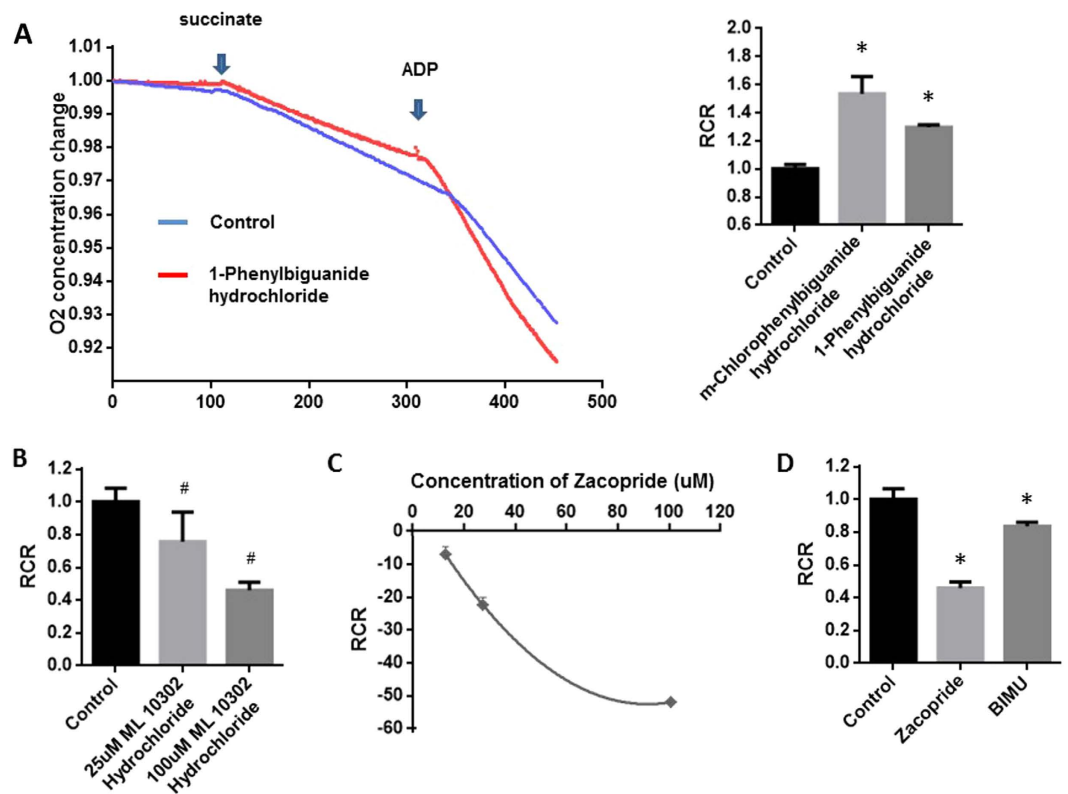 A
succinate
ADP
O2 concentration change
1.01
1.00
0.99
0.98
0.97
0.96
0.95
0.94
0.93
0.92
0
100
200
300
400
500
Control
1-Phenylbiguanide
hydrochloride
RCR
2.0
1.8
1.6
1.4
1.2
1.0
0.8
0.6
*
*
Control
m-Chlorophenylbiguanide
hydrochloride
1-Phenylbiguanide
hydrochloride
B
RCR
1.2
1.0
0.8
0.6
0.4
0.2
0.0
#
#
Control
25uM ML 10302
Hydrochloride
100uM ML 10302
Hydrochloride
C
Concentration of Zacopride (uM)
0
20
40
60
80
100
120
RCR
0
-10
-20
-30
-40
-50
-60
D
RCR
1.2
1.0
0.8
0.6
0.4
0.2
0.0
*
*
Control
Zacopride
BIMU